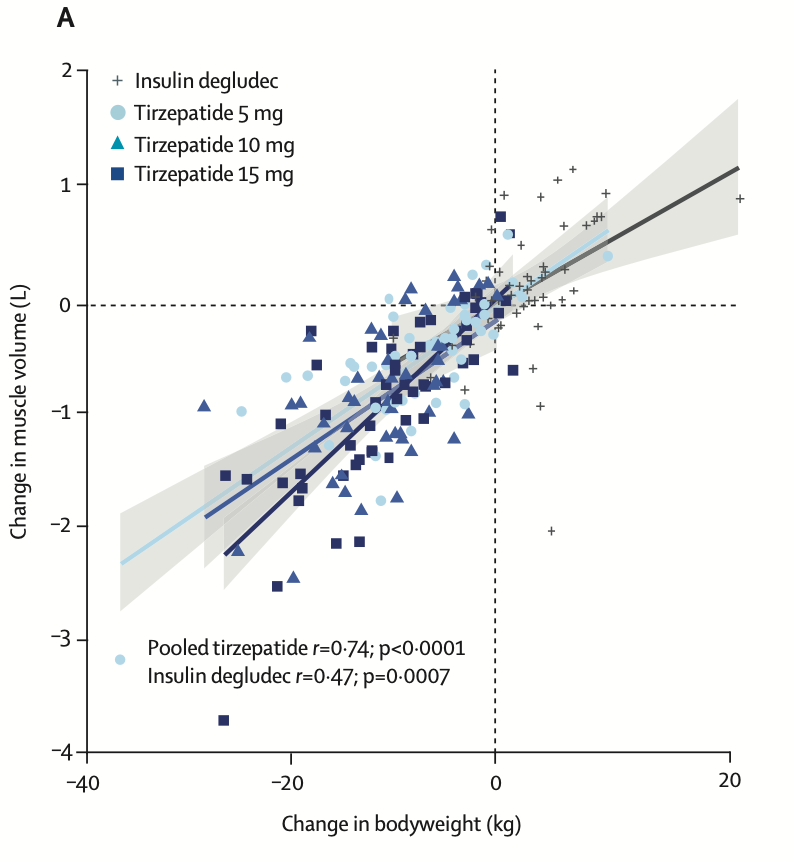 A
Insulin degludec
Tirzepatide 5 mg
Tirzepatide 10 mg
Tirzepatide 15 mg
2
1
0
−1
−2
−3
−4
Change in muscle volume (L)
Pooled tirzepatide r=0·74; p<0·0001
Insulin degludec r=0·47; p=0·0007
−40
−20
0
20
Change in bodyweight (kg)